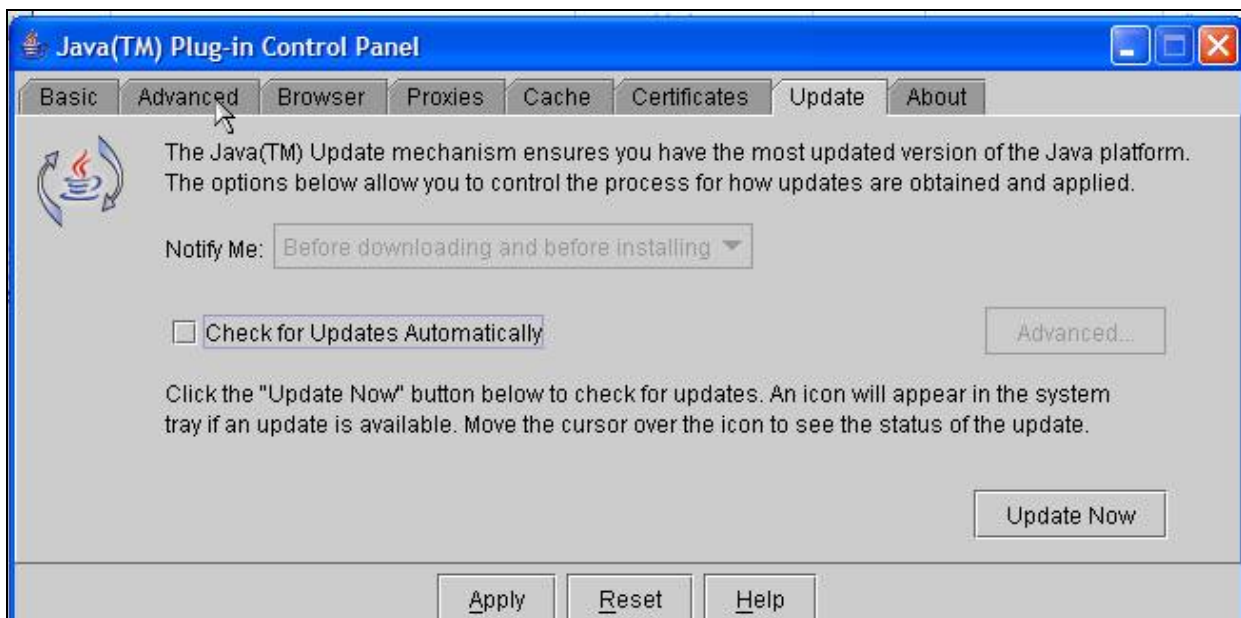 Java(TM) Plug-in Control Panel
Basic Advanced Browser Proxies Cache Certificates Update About
The Java(TM) Update mechanism ensures you have the most updated version of the Java platform.
The options below allow you to control the process for how updates are obtained and applied.
Notify Me: Before downloading and before installing
Check for Updates Automatically Advanced...
Click the "Update Now" button below to check for updates. An icon will appear in the system
tray if an update is available. Move the cursor over the icon to see the status of the update.
Update Now
Apply Reset Help